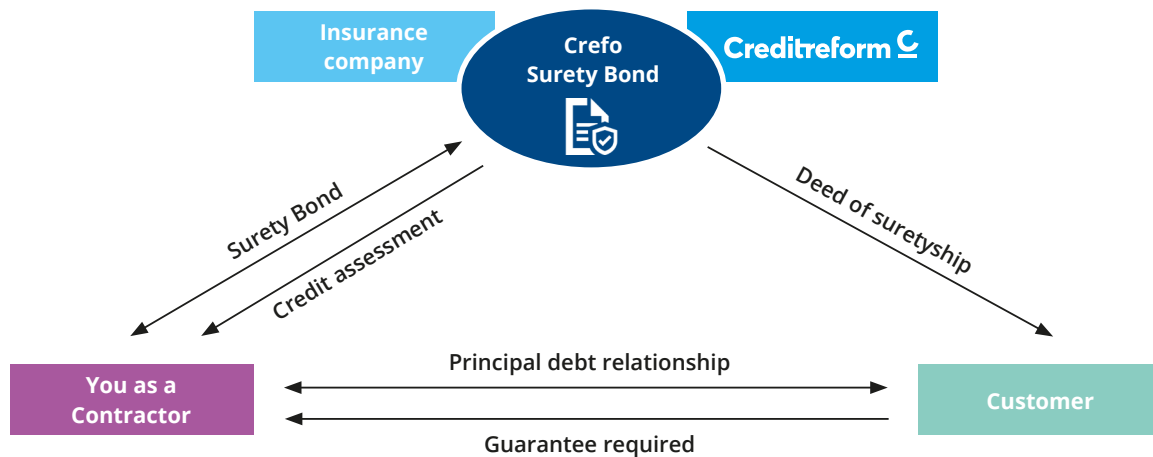 Insurance
company
Crefo
Surety Bond
Creditreform C
Surety Bond
Credit assessment
Deed of suretyship
You as a
Contractor
Principal debt relationship
Guarantee required
Customer